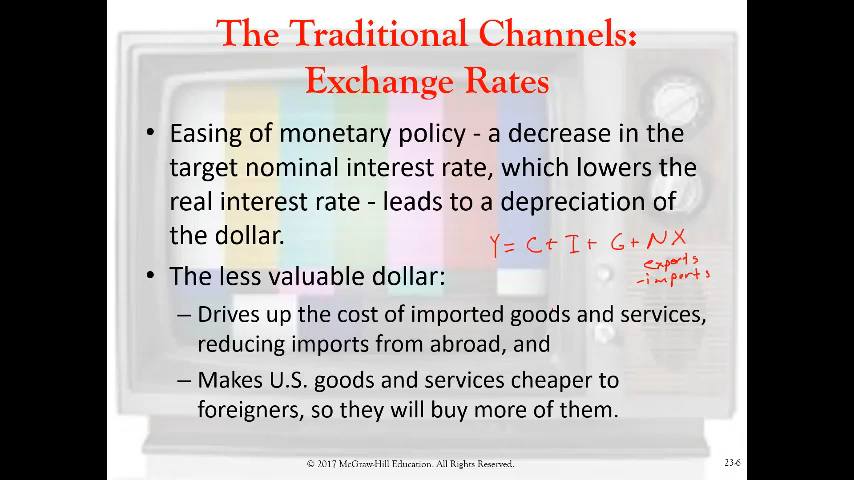 The Traditional Channels:
Exchange Rates
• Easing of monetary policy - a decrease in the
target nominal interest rate, which lowers the
real interest rate - leads to a depreciation of
the dollar.
Y = C + I + G + NX
exports
- imports
• The less valuable dollar:
– Drives up the cost of imported goods and services,
reducing imports from abroad, and
– Makes U.S. goods and services cheaper to
foreigners, so they will buy more of them.
© 2017 McGraw-Hill Education. All Rights Reserved.
23-6